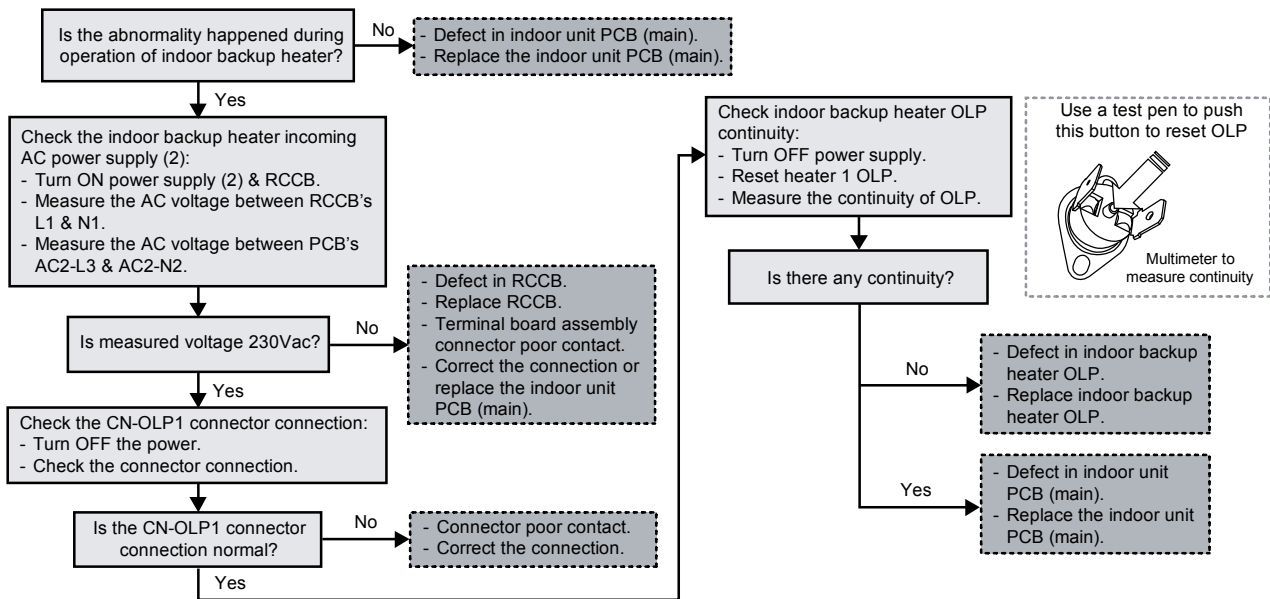 Is the abnormality happened during
operation of indoor backup heater?
No
- Defect in indoor unit PCB (main).
- Replace the indoor unit PCB (main).
Yes
Check the indoor backup heater incoming
AC power supply (2):
- Turn ON power supply (2) & RCCB.
- Measure the AC voltage between RCCB's
L1 & N1.
- Measure the AC voltage between PCB's
AC2-L3 & AC2-N2.
Is measured voltage 230Vac?
No
- Defect in RCCB.
- Replace RCCB.
- Terminal board assembly
connector poor contact.
- Correct the connection or
replace the indoor unit
PCB (main).
Yes
Check the CN-OLP1 connector connection:
- Turn OFF the power.
- Check the connector connection.
Is the CN-OLP1 connector
connection normal?
No
- Connector poor contact.
- Correct the connection.
Yes
Check indoor backup heater OLP
continuity:
- Turn OFF power supply.
- Reset heater 1 OLP.
- Measure the continuity of OLP.
Is there any continuity?
No
- Defect in indoor backup
heater OLP.
- Replace indoor backup
heater OLP.
Yes
- Defect in indoor unit
PCB (main).
- Replace the indoor unit
PCB (main).
Use a test pen to push
this button to reset OLP
Multimeter to
measure continuity